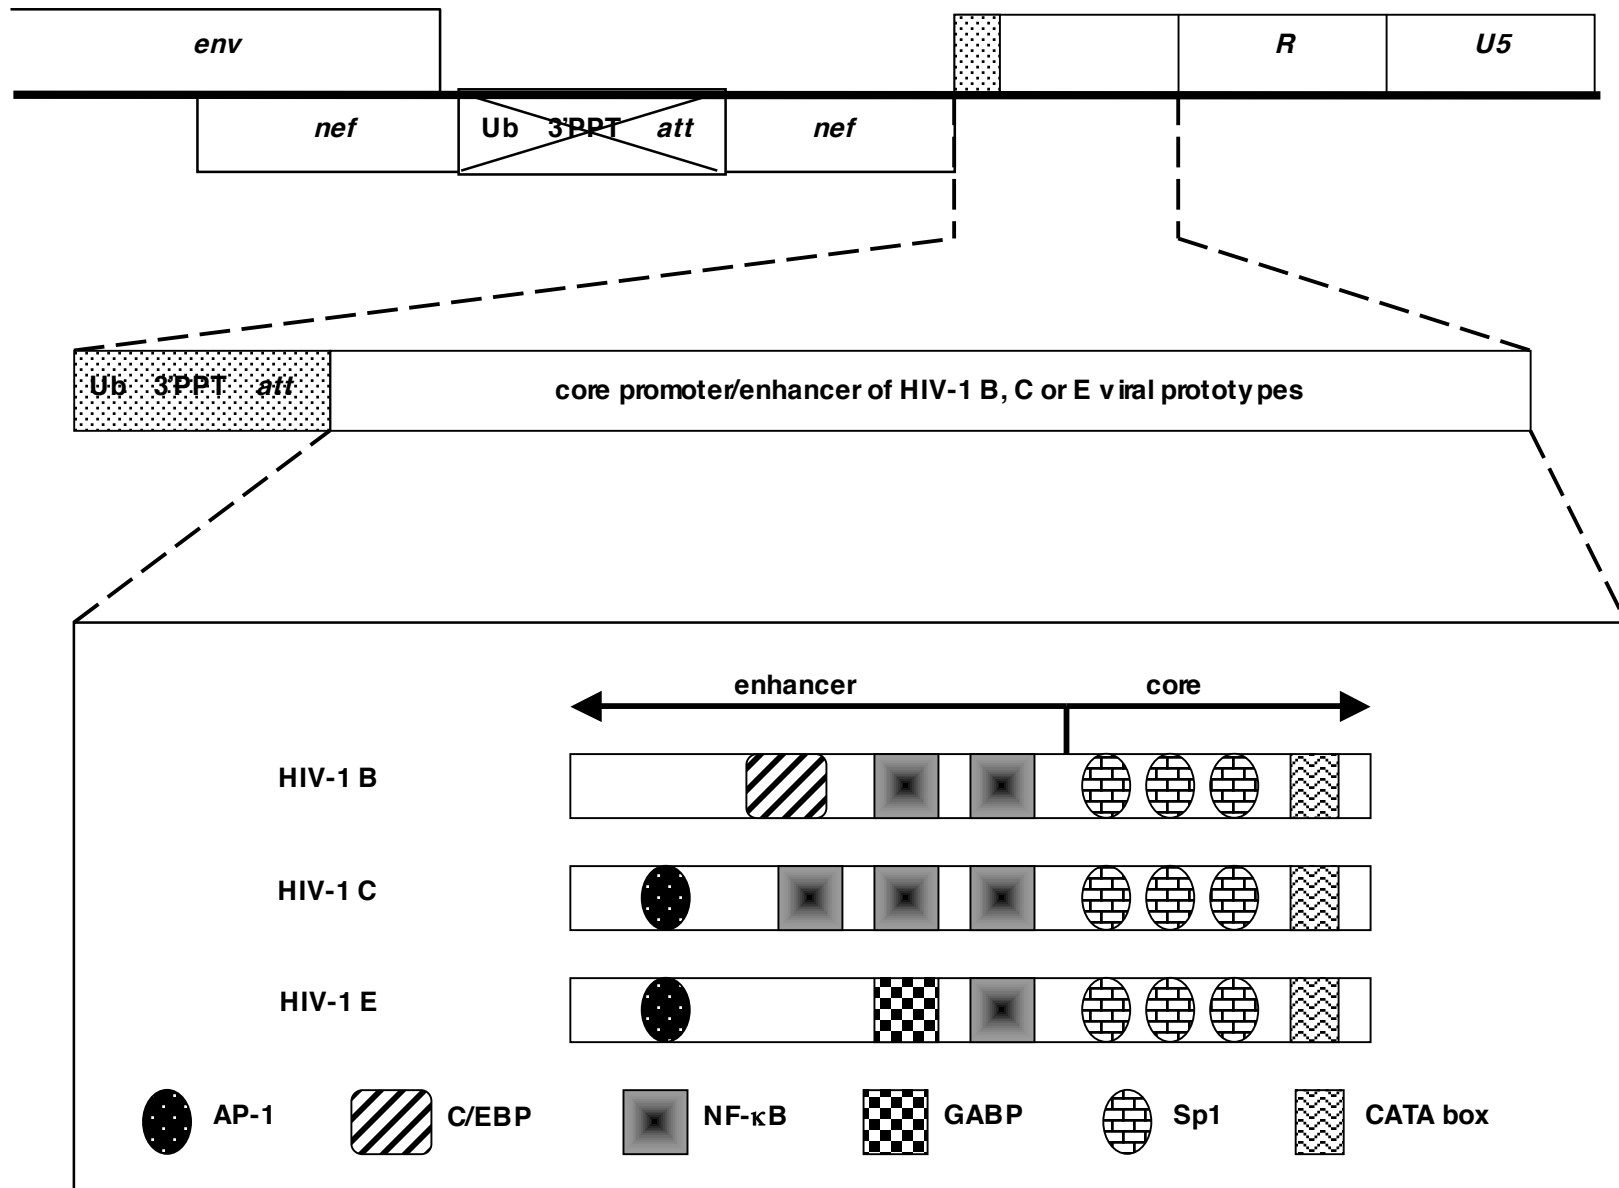 env
R
U5
nef
Ub 3'PPT att
nef
Ub 3'PPT att
core promoter/enhancer of HIV-1 B, C or E viral prototypes
enhancer
core
HIV-1 B
HIV-1 C
HIV-1 E
AP-1
C/EBP
NF-κB
GABP
Sp1
CATA box